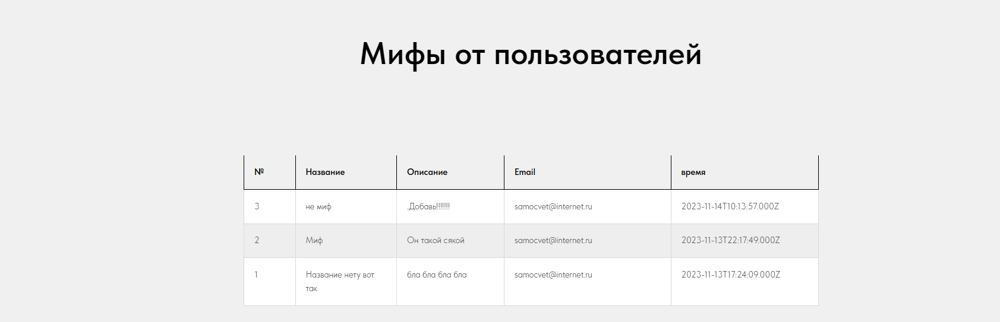 Мифы от пользователей
№ Название Описание Email время
3 не миф .Добавь!!!!!!! samocvet@internet.ru 2023-11-14T10:13:57.000Z
2 Миф Он такой сякой samocvet@internet.ru 2023-11-13T22:17:49.000Z
1 Название нету вот бла бла бла бла samocvet@internet.ru 2023-11-13T17:24:09.000Z
так